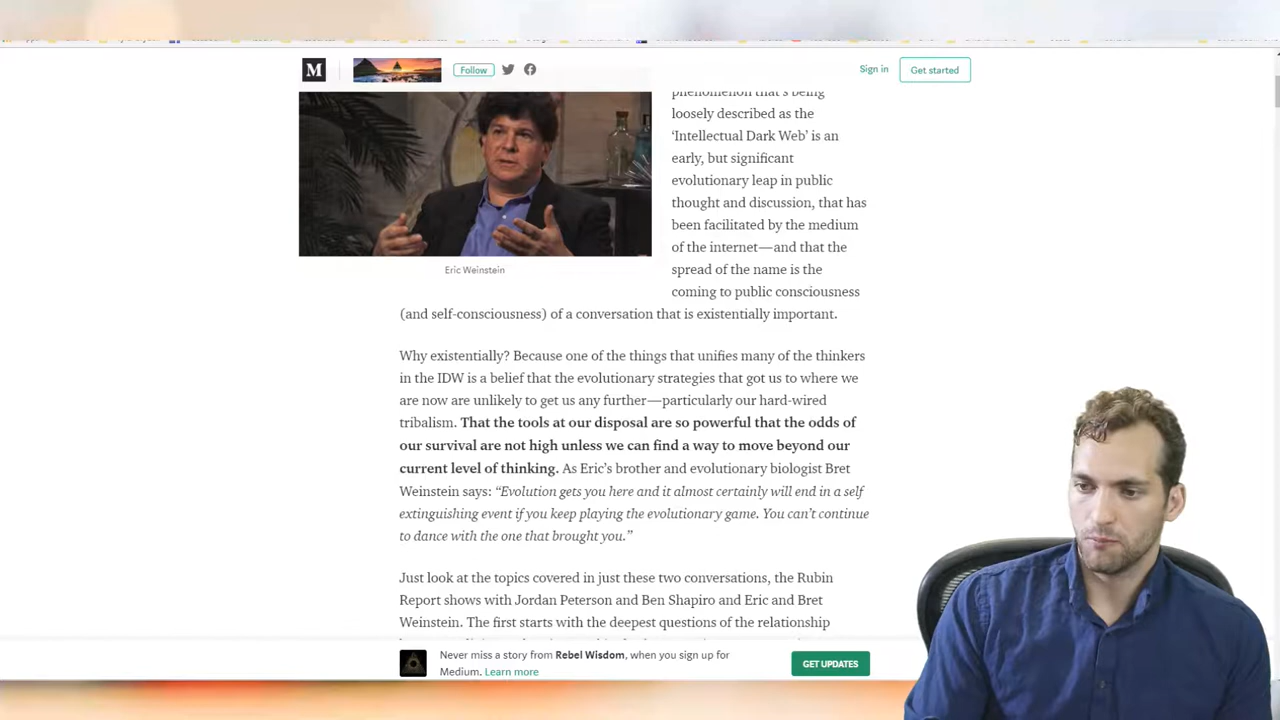 M
Follow
Sign in
Get started
phenomenon that's being
loosely described as the
‘Intellectual Dark Web’ is an
early, but significant
evolutionary leap in public
thought and discussion, that has
been facilitated by the medium
of the internet—and that the
spread of the name is the
coming to public consciousness
Eric Weinstein
(and self-consciousness) of a conversation that is existentially important.
Why existentially? Because one of the things that unifies many of the thinkers
in the IDW is a belief that the evolutionary strategies that got us to where we
are now are unlikely to get us any further—particularly our hard-wired
tribalism. That the tools at our disposal are so powerful that the odds of
our survival are not high unless we can find a way to move beyond our
current level of thinking. As Eric’s brother and evolutionary biologist Bret
Weinstein says: “Evolution gets you here and it almost certainly will end in a self
extinguishing event if you keep playing the evolutionary game. You can’t continue
to dance with the one that brought you.”
Just look at the topics covered in just these two conversations, the Rubin
Report shows with Jordan Peterson and Ben Shapiro and Eric and Bret
Weinstein. The first starts with the deepest questions of the relationship
Never miss a story from Rebel Wisdom, when you sign up for
Medium. Learn more
GET UPDATES